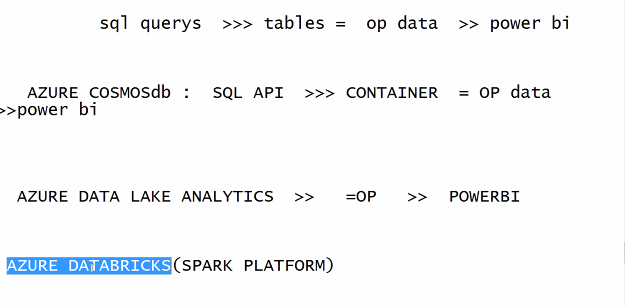 sql querys >>> tables = op data >> power bi
AZURE COSMOSdb : SQL API >>> CONTAINER = OP data
>>power bi
AZURE DATA LAKE ANALYTICS >> =OP >> POWERBI
AZURE DATABRICKS(SPARK PLATFORM)